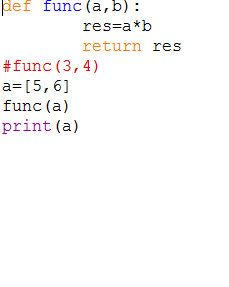 def func(a,b):
        res=a*b
        return res
#func(3,4)
a=[5,6]
func(a)
print(a)